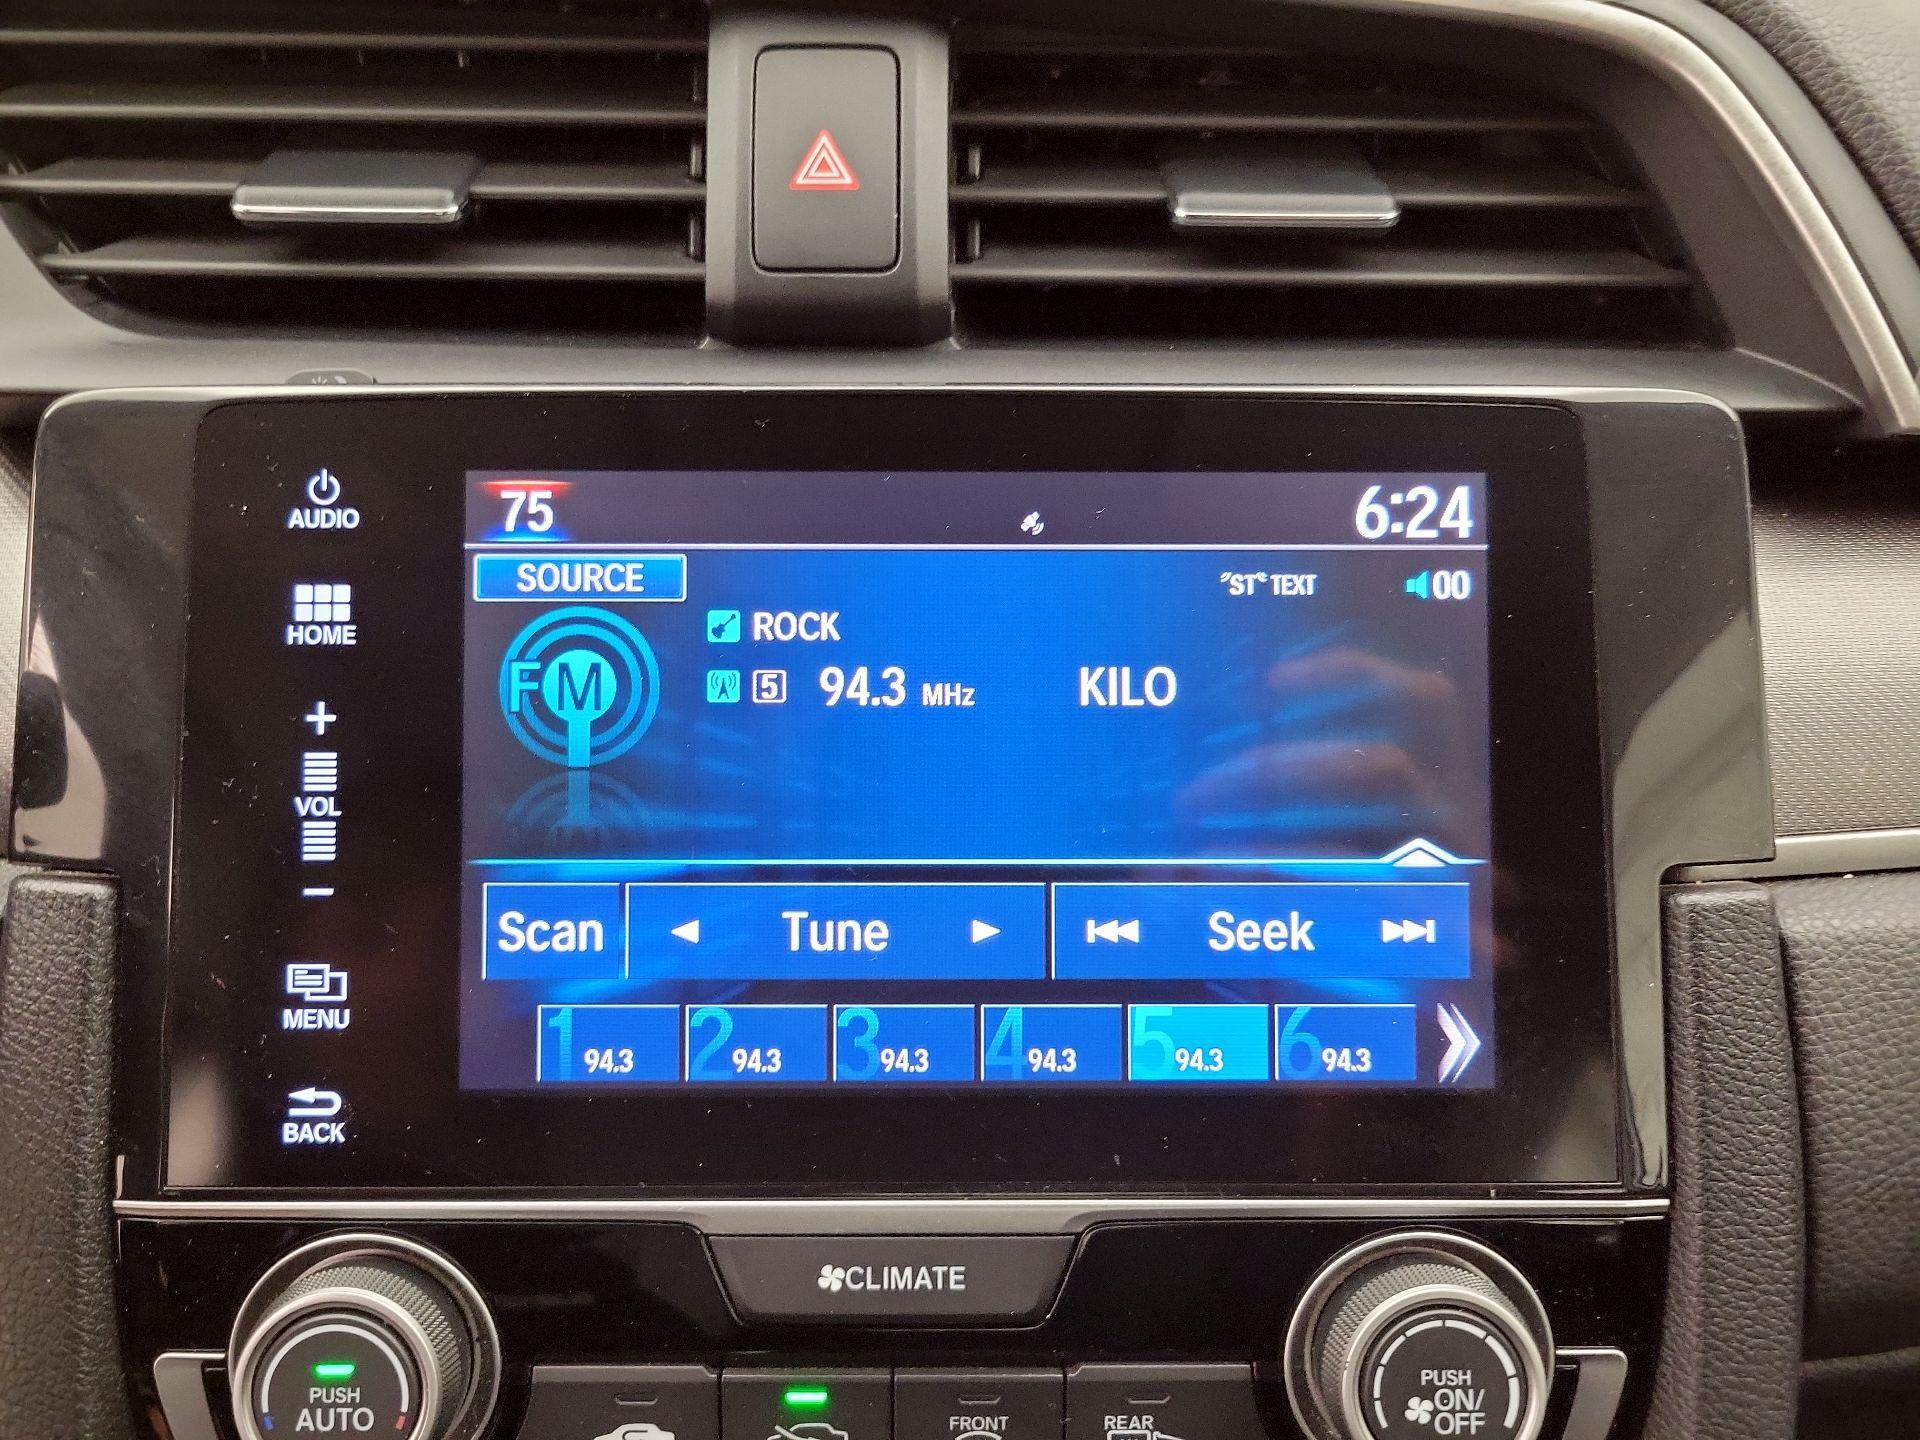 AUDIO
HOME
+
VOL
-
MENU
BACK
75
6:24
SOURCE
"ST" TEXT
00
FM
ROCK
5 94.3 MHz KILO
Scan
Tune
Seek
1 94.3
2 94.3
3 94.3
4 94.3
5 94.3
6 94.3
CLIMATE
PUSH
AUTO
FRONT
REAR
PUSH
ON/
OFF